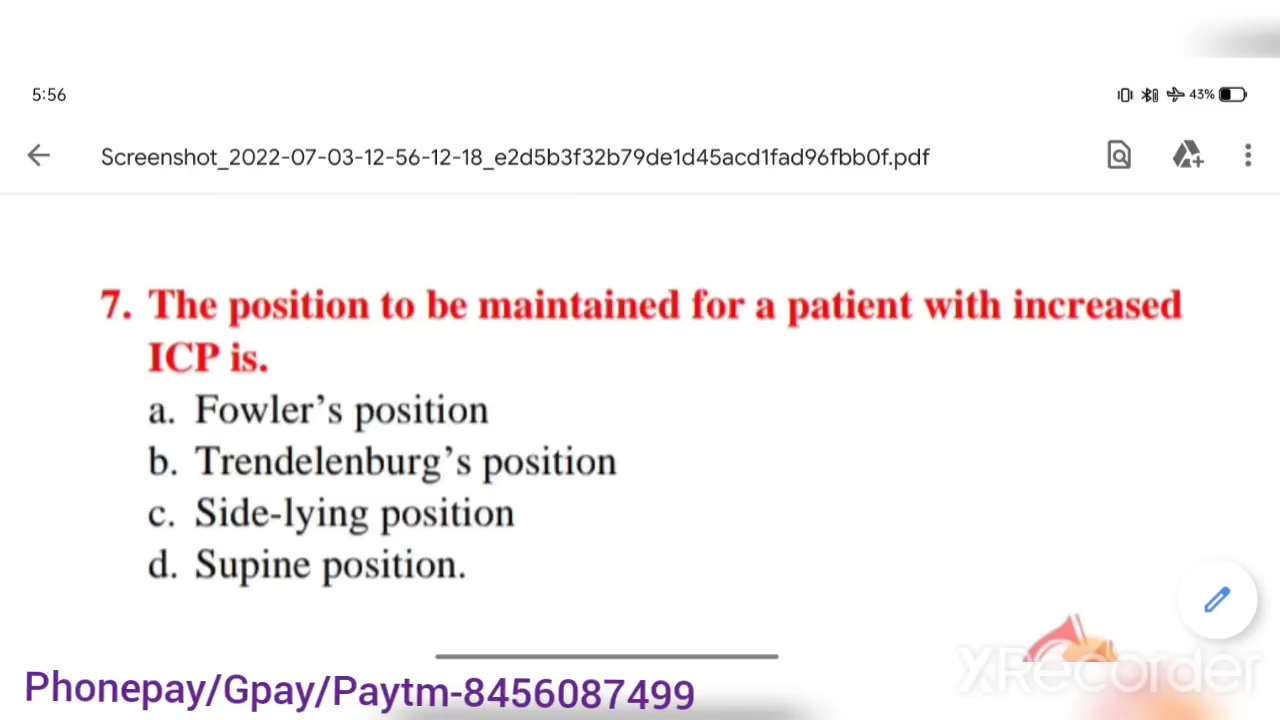 5:56
43%
Screenshot_2022-07-03-12-56-12-18_e2d5b3f32b79de1d45acd1fad96fbb0f.pdf
7. The position to be maintained for a patient with increased
ICP is.
a. Fowler's position
b. Trendelenburg's position
c. Side-lying position
d. Supine position.
XRecorder
Phonepay/Gpay/Paytm-8456087499